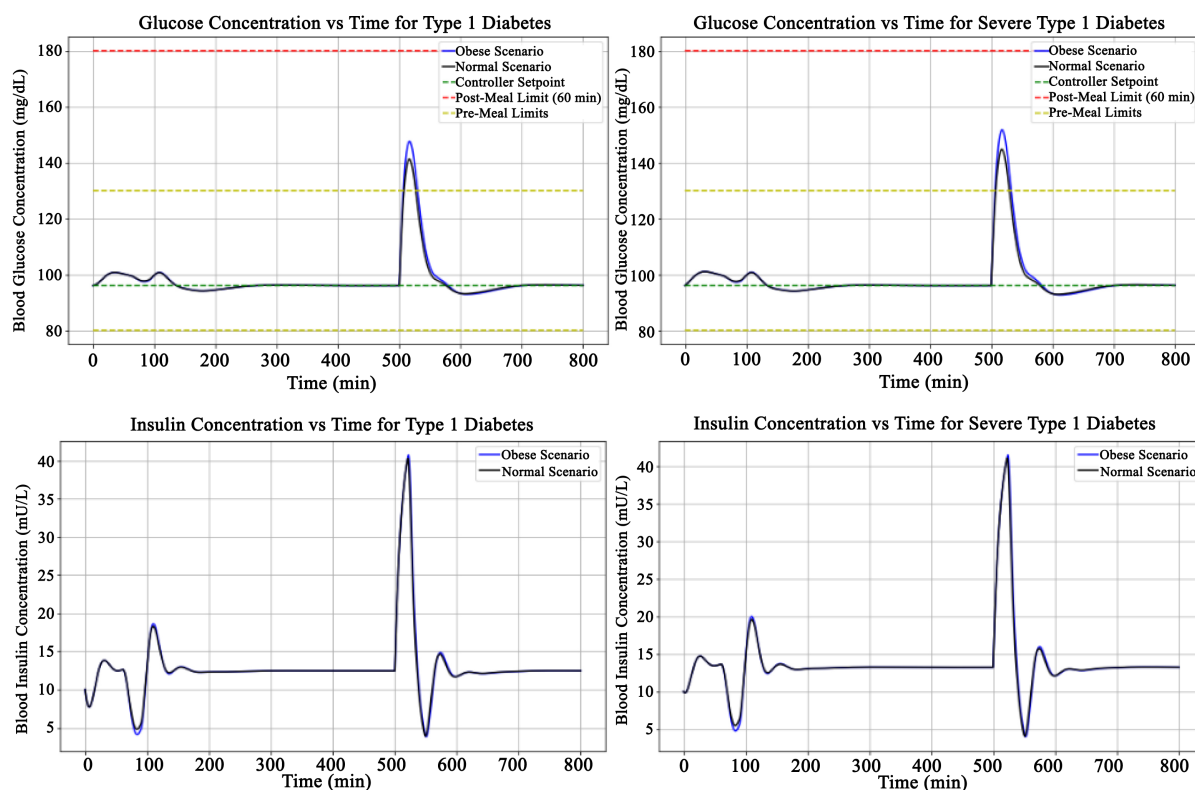 Glucose Concentration vs Time for Type 1 Diabetes
Blood Glucose Concentration (mg/dL)
180
160
140
120
100
80
Obese Scenario
Normal Scenario
Controller Setpoint
Post-Meal Limit (60 min)
Pre-Meal Limits
0 100 200 300 400 500 600 700 800
Time (min)
Glucose Concentration vs Time for Severe Type 1 Diabetes
Blood Glucose Concentration (mg/dL)
180
160
140
120
100
80
Obese Scenario
Normal Scenario
Controller Setpoint
Post-Meal Limit (60 min)
Pre-Meal Limits
0 100 200 300 400 500 600 700 800
Time (min)
Insulin Concentration vs Time for Type 1 Diabetes
Blood Insulin Concentration (mU/L)
40
35
30
25
20
15
10
5
Obese Scenario
Normal Scenario
0 100 200 300 400 500 600 700 800
Time (min)
Insulin Concentration vs Time for Severe Type 1 Diabetes
Blood Insulin Concentration (mU/L)
40
35
30
25
20
15
10
5
Obese Scenario
Normal Scenario
0 100 200 300 400 500 600 700 800
Time (min)